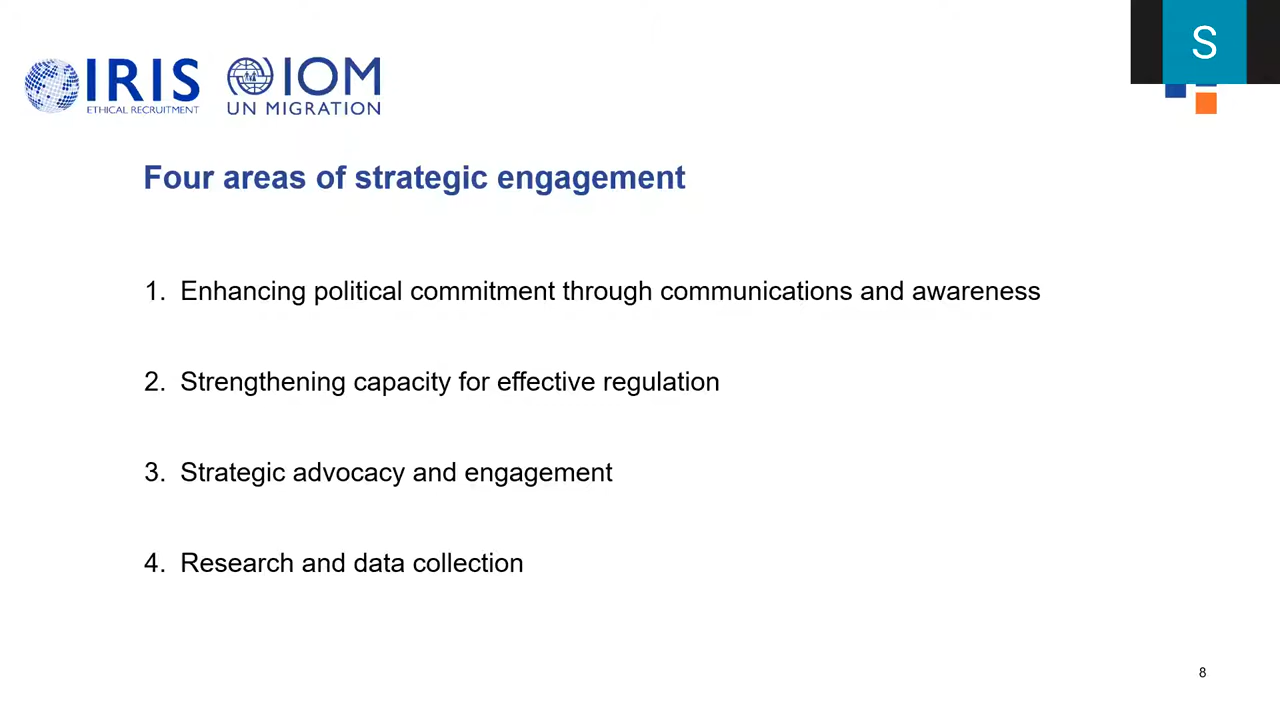 IRIS
ETHICAL RECRUITMENT
IOM
UN MIGRATION
S
Four areas of strategic engagement
1. Enhancing political commitment through communications and awareness
2. Strengthening capacity for effective regulation
3. Strategic advocacy and engagement
4. Research and data collection
8